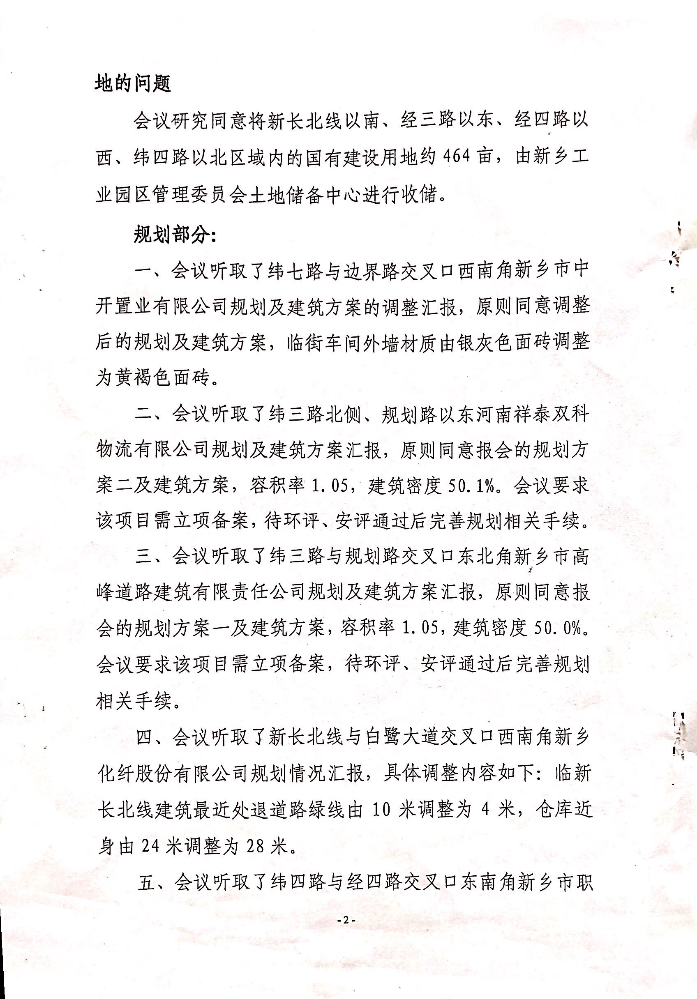 地的问题
会议研究同意将新长北线以南、经三路以东、经四路以
西、纬四路以北区域内的国有建设用地约 464 亩，由新乡工
业园区管理委员会土地储备中心进行收储。
规划部分:
一、会议听取了纬七路与边界路交叉口西南角新乡市中
开置业有限公司规划及建筑方案的调整汇报，原则同意调整
后的规划及建筑方案，临街车间外墙材质由银灰色面砖调整
为黄褐色面砖。
二、会议听取了纬三路北侧、规划路以东河南祥泰双科
物流有限公司规划及建筑方案汇报，原则同意报会的规划方
案二及建筑方案，容积率 1.05，建筑密度 50.1%。会议要求
该项目需立项备案，待环评、安评通过后完善规划相关手续。
三、会议听取了纬三路与规划路交叉口东北角新乡市高
峰道路建筑有限责任公司规划及建筑方案汇报，原则同意报
会的规划方案一及建筑方案，容积率 1.05，建筑密度 50.0%。
会议要求该项目需立项备案，待环评、安评通过后完善规划
相关手续。
四、会议听取了新长北线与白鹭大道交叉口西南角新乡
化纤股份有限公司规划情况汇报，具体调整内容如下：临新
长北线建筑最近处退道路绿线由 10 米调整为 4 米，仓库近
身由 24 米调整为 28 米。
五、会议听取了纬四路与经四路交叉口东南角新乡市职
-2-